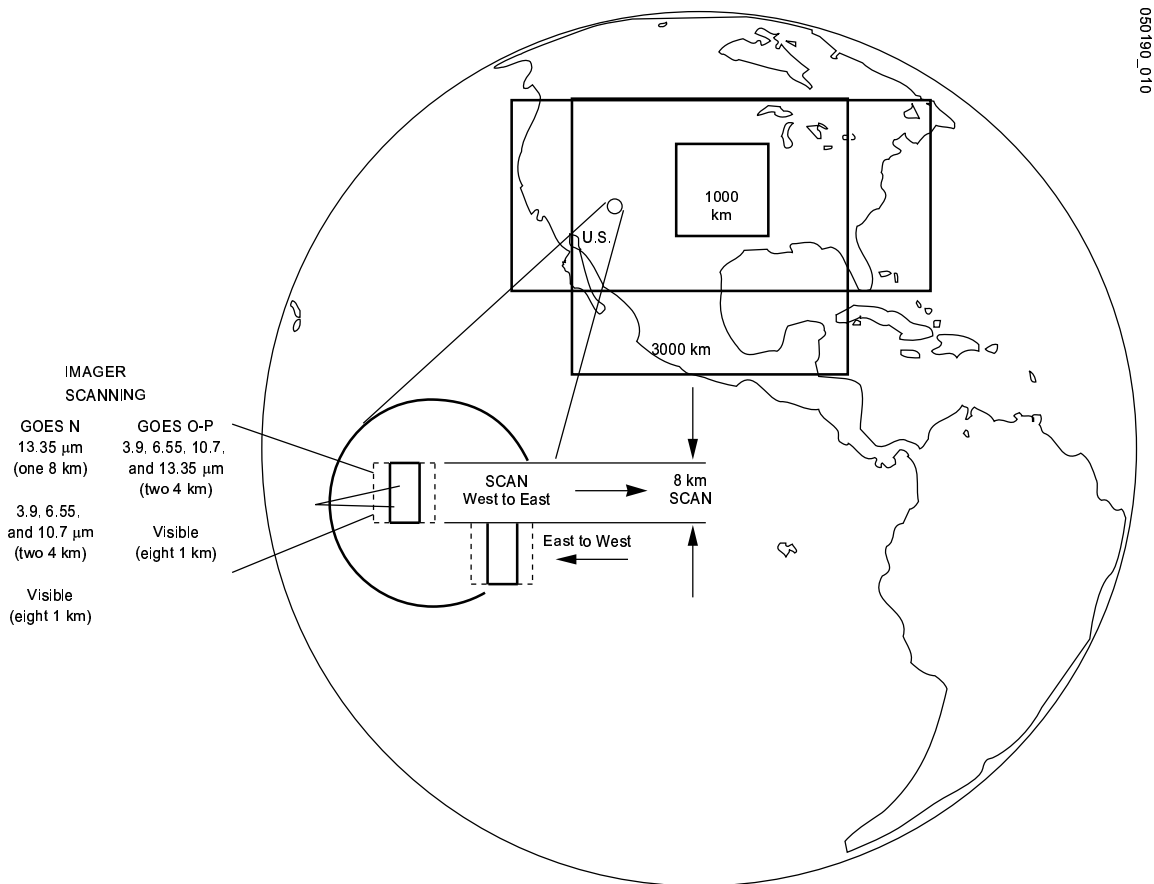 050190_010
1000
km
U.S.
3000 km
IMAGER
SCANNING
GOES N
13.35 μm
(one 8 km)
3.9, 6.55,
and 10.7 μm
(two 4 km)
Visible
(eight 1 km)
GOES O-P
3.9, 6.55, 10.7,
and 13.35 μm
(two 4 km)
Visible
(eight 1 km)
SCAN
West to East
8 km
SCAN
East to West